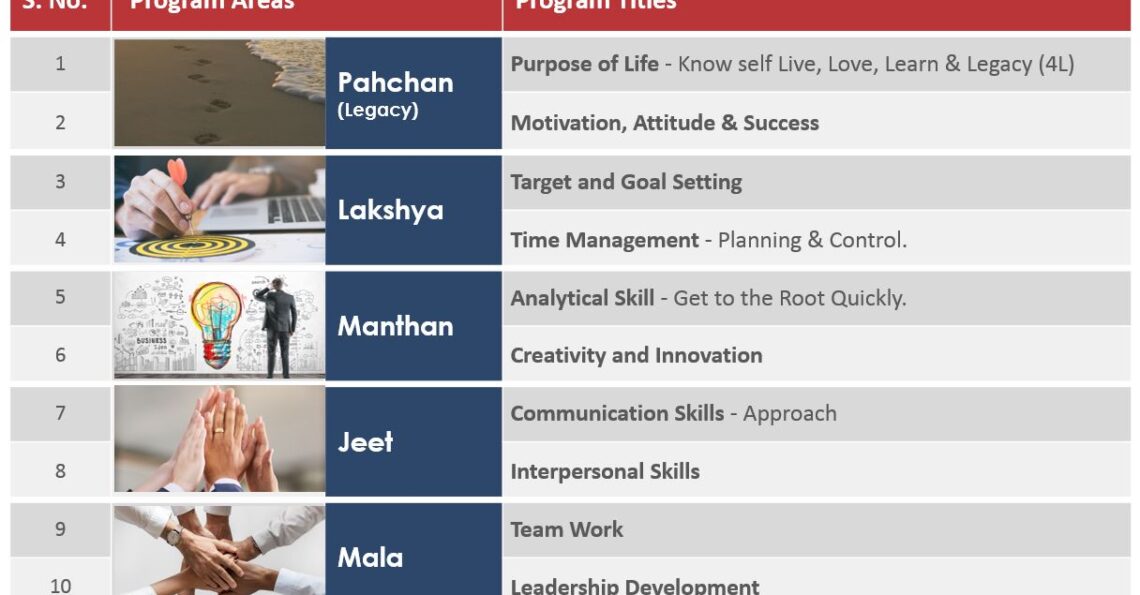 S. No. Program Areas Program Titles
1 Pahchan (Legacy) Purpose of Life - Know self Live, Love, Learn & Legacy (4L)
2 Motivation, Attitude & Success
3 Lakshya Target and Goal Setting
4 Time Management - Planning & Control.
5 Manthan Analytical Skill - Get to the Root Quickly.
BUSINESS
6 Creativity and Innovation
7 Jeet Communication Skills - Approach
8 Interpersonal Skills
9 Mala Team Work
10 Leadership Development